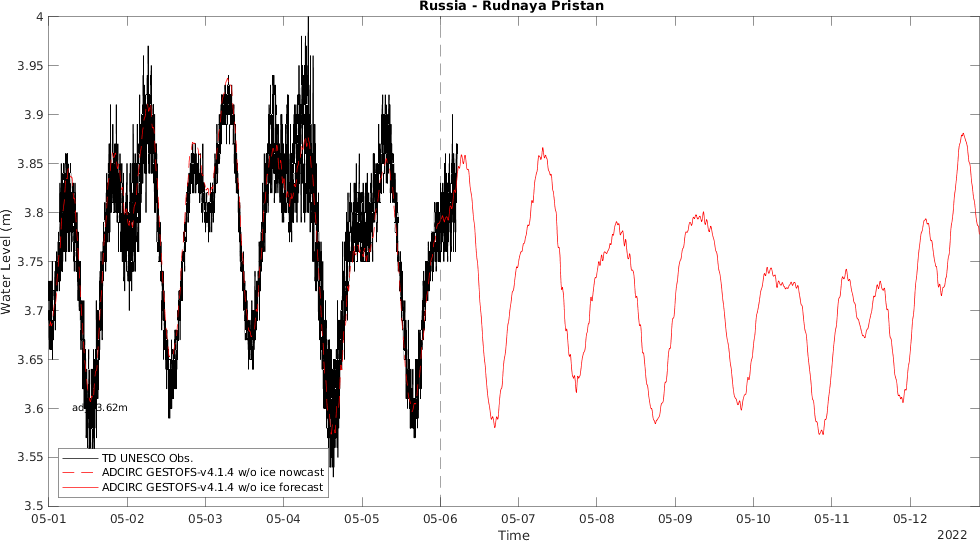 Russia - Rudnaya Pristan
Water Level (m)
4
3.95
3.9
3.85
3.8
3.75
3.7
3.65
3.6
3.55
3.5
3.62m
TD UNESCO Obs.
ADCIRC GESTOFS-v4.1.4 w/o ice nowcast
ADCIRC GESTOFS-v4.1.4 w/o ice forecast
05-01 05-02 05-03 05-04 05-05 05-06 05-07 05-08 05-09 05-10 05-11 05-12
Time
2022